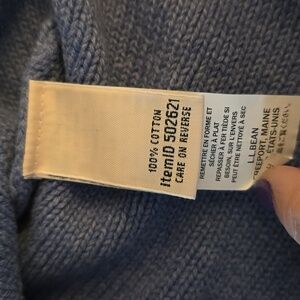 100% COTTON
ItemID 502621
CARE ON REVERSE
REMETTRE EN FORME ET
SÉCHER À PLAT
REPASSER À FER TIÈDE SI
BESOIN, SUR L'ENVERS
PEUT ÊTRE NETTOYÉ À SEC
L.L.BEAN
FREEPORT, MAINE
ÉTATS-UNIS